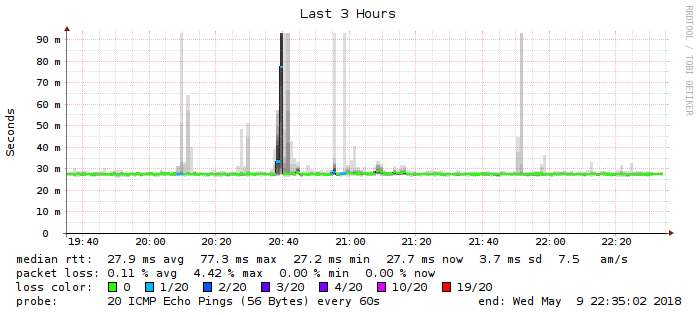 Last 3 Hours
RRDTOOL / TOBI OETIKER
Seconds
90 m
80 m
70 m
60 m
50 m
40 m
30 m
20 m
10 m
0
19:40 20:00 20:20 20:40 21:00 21:20 21:40 22:00 22:20
median rtt: 27.9 ms avg 77.3 ms max 27.2 ms min 27.7 ms now 3.7 ms sd 7.5 am/s
packet loss: 0.11 % avg 4.42 % max 0.00 % min 0.00 % now
loss color: 0 1/20 2/20 3/20 4/20 10/20 19/20
probe: 20 ICMP Echo Pings (56 Bytes) every 60s end: Wed May 9 22:35:02 2018